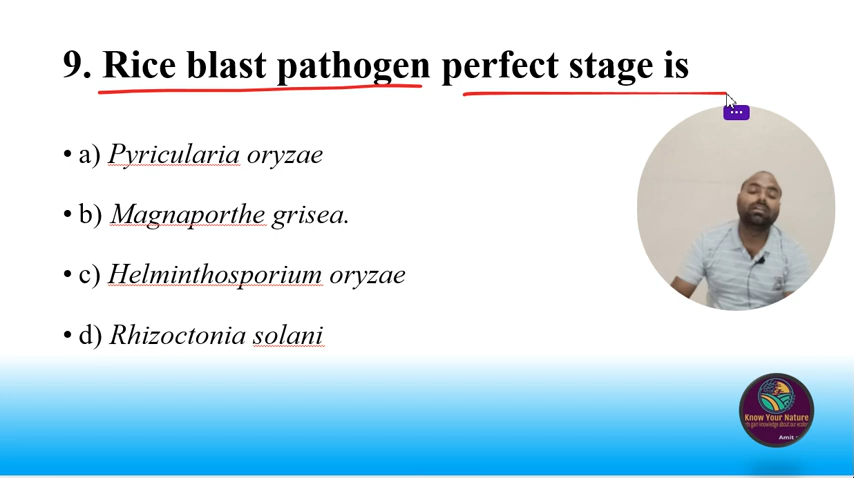 9. Rice blast pathogen perfect stage is
• a) Pyricularia oryzae
• b) Magnaporthe grisea.
• c) Helminthosporium oryzae
• d) Rhizoctonia solani
Know Your Nature
Amit